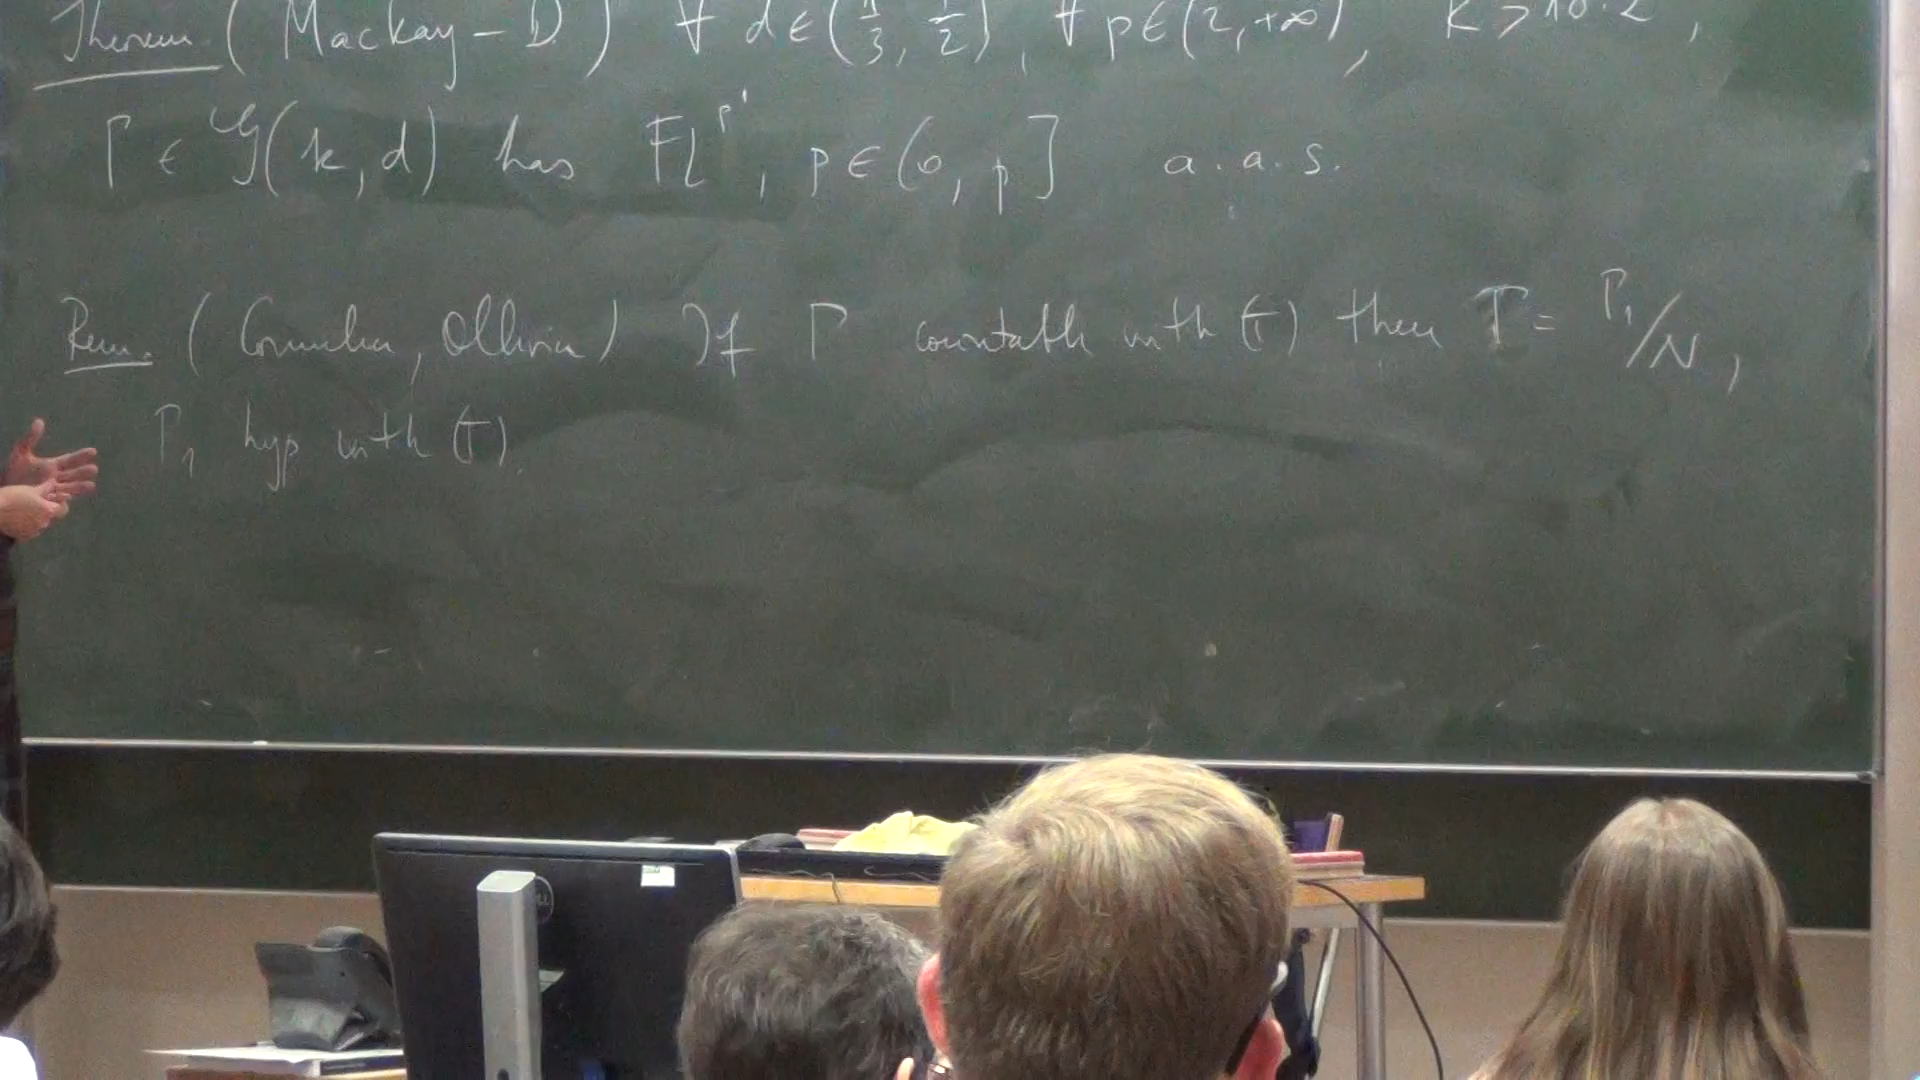 Theorem (Mackay – D.) ∀ d ∈ (1/3, 1/2), ∀ p ∈ (2, +∞), K ⩾ 10·2 ,
Γ ∈ 𝒢(k, d) has FL^{p'}, p ∈ (0, p] a.a.s.
Rem. (Cornulier, Ollivier) If Γ countable with (T) then Γ = Γ₁/N ,
Γ₁ hyp with (T).